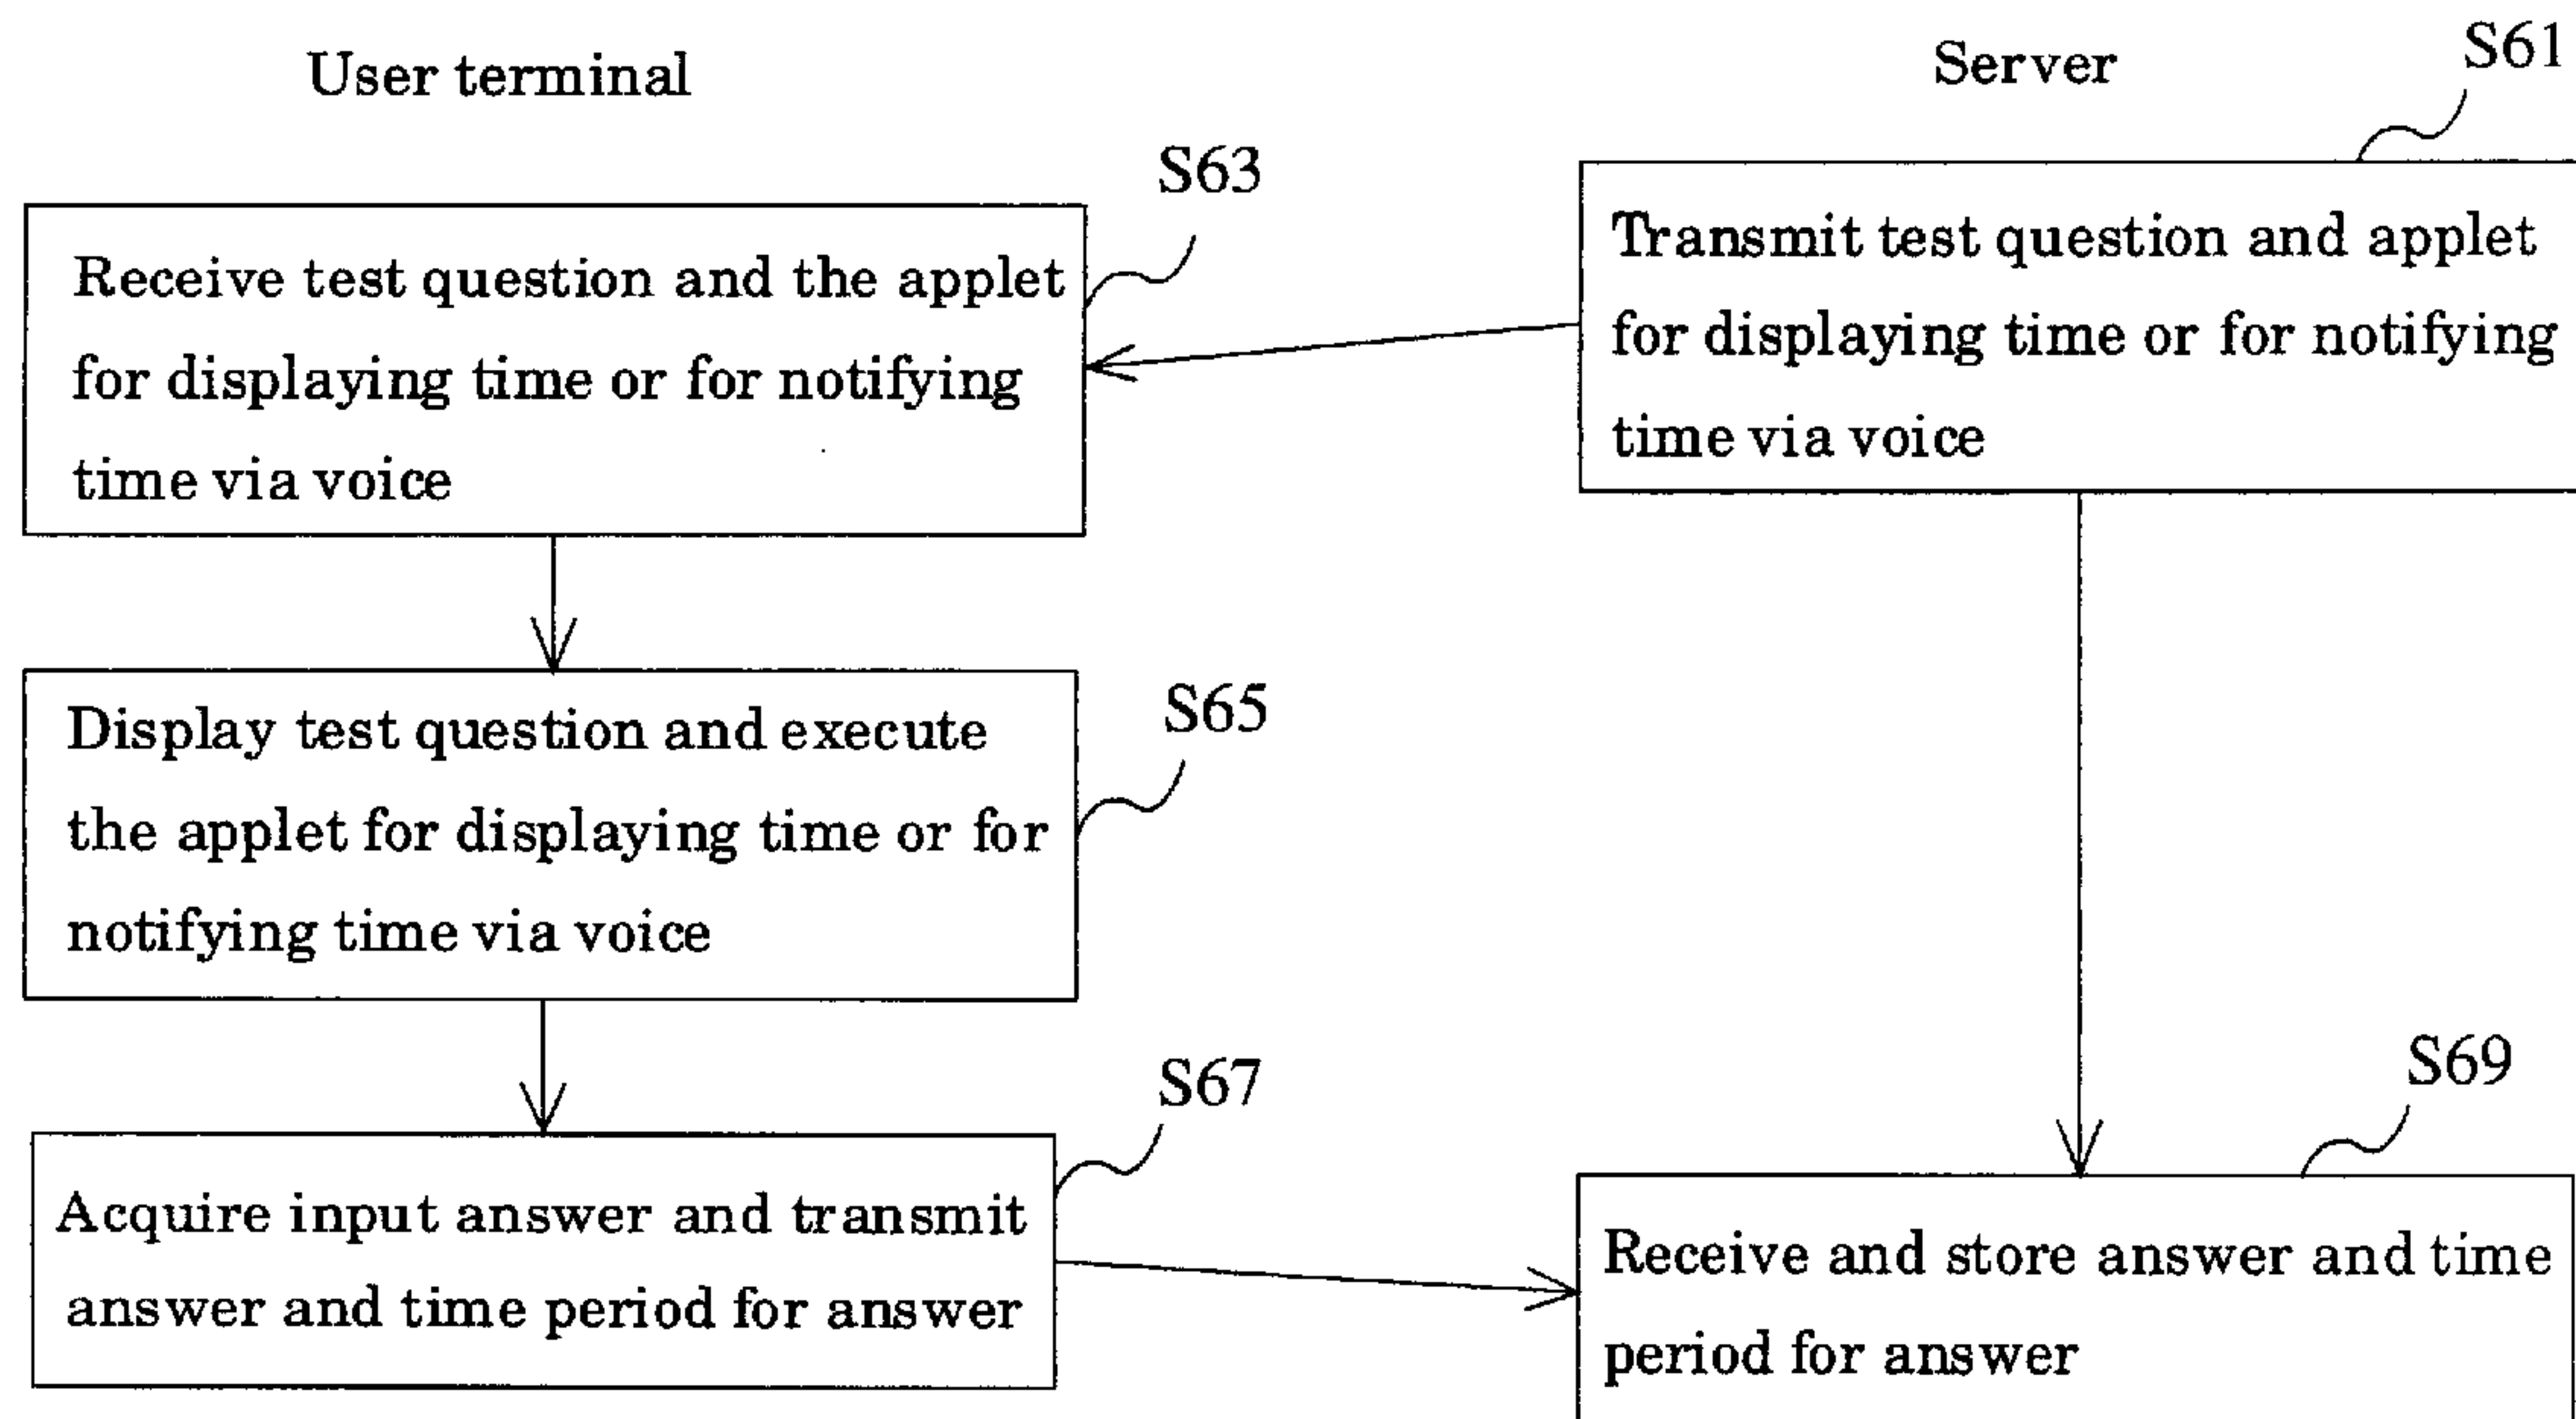 User terminal
Server
S61
S63
Transmit test question and applet
for displaying time or for notifying
time via voice
Receive test question and the applet
for displaying time or for notifying
time via voice
S65
Display test question and execute
the applet for displaying time or for
notifying time via voice
S67
Acquire input answer and transmit
answer and time period for answer
S69
Receive and store answer and time
period for answer